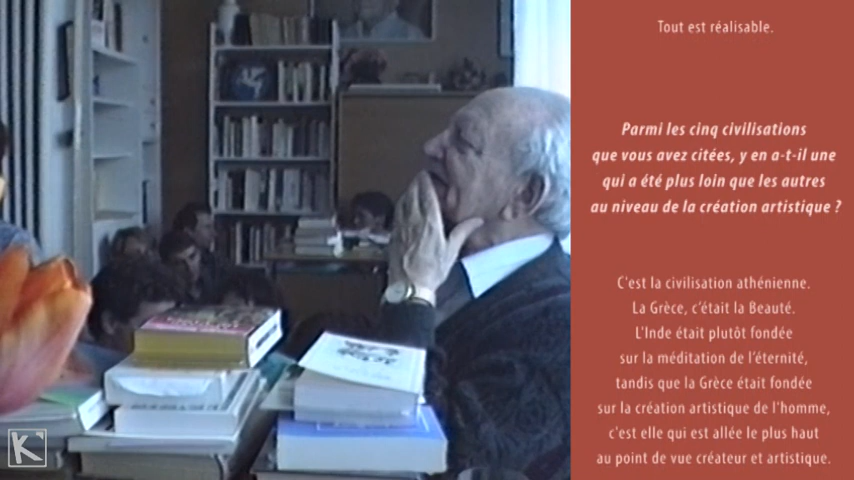 Tout est réalisable.
Parmi les cinq civilisations
que vous avez citées, y en a-t-il une
qui a été plus loin que les autres
au niveau de la création artistique ?
C'est la civilisation athénienne.
La Grèce, c'était la Beauté.
L'Inde était plutôt fondée
sur la méditation de l'éternité,
tandis que la Grèce était fondée
sur la création artistique de l'homme,
c'est elle qui est allée le plus haut
au point de vue créateur et artistique.
K